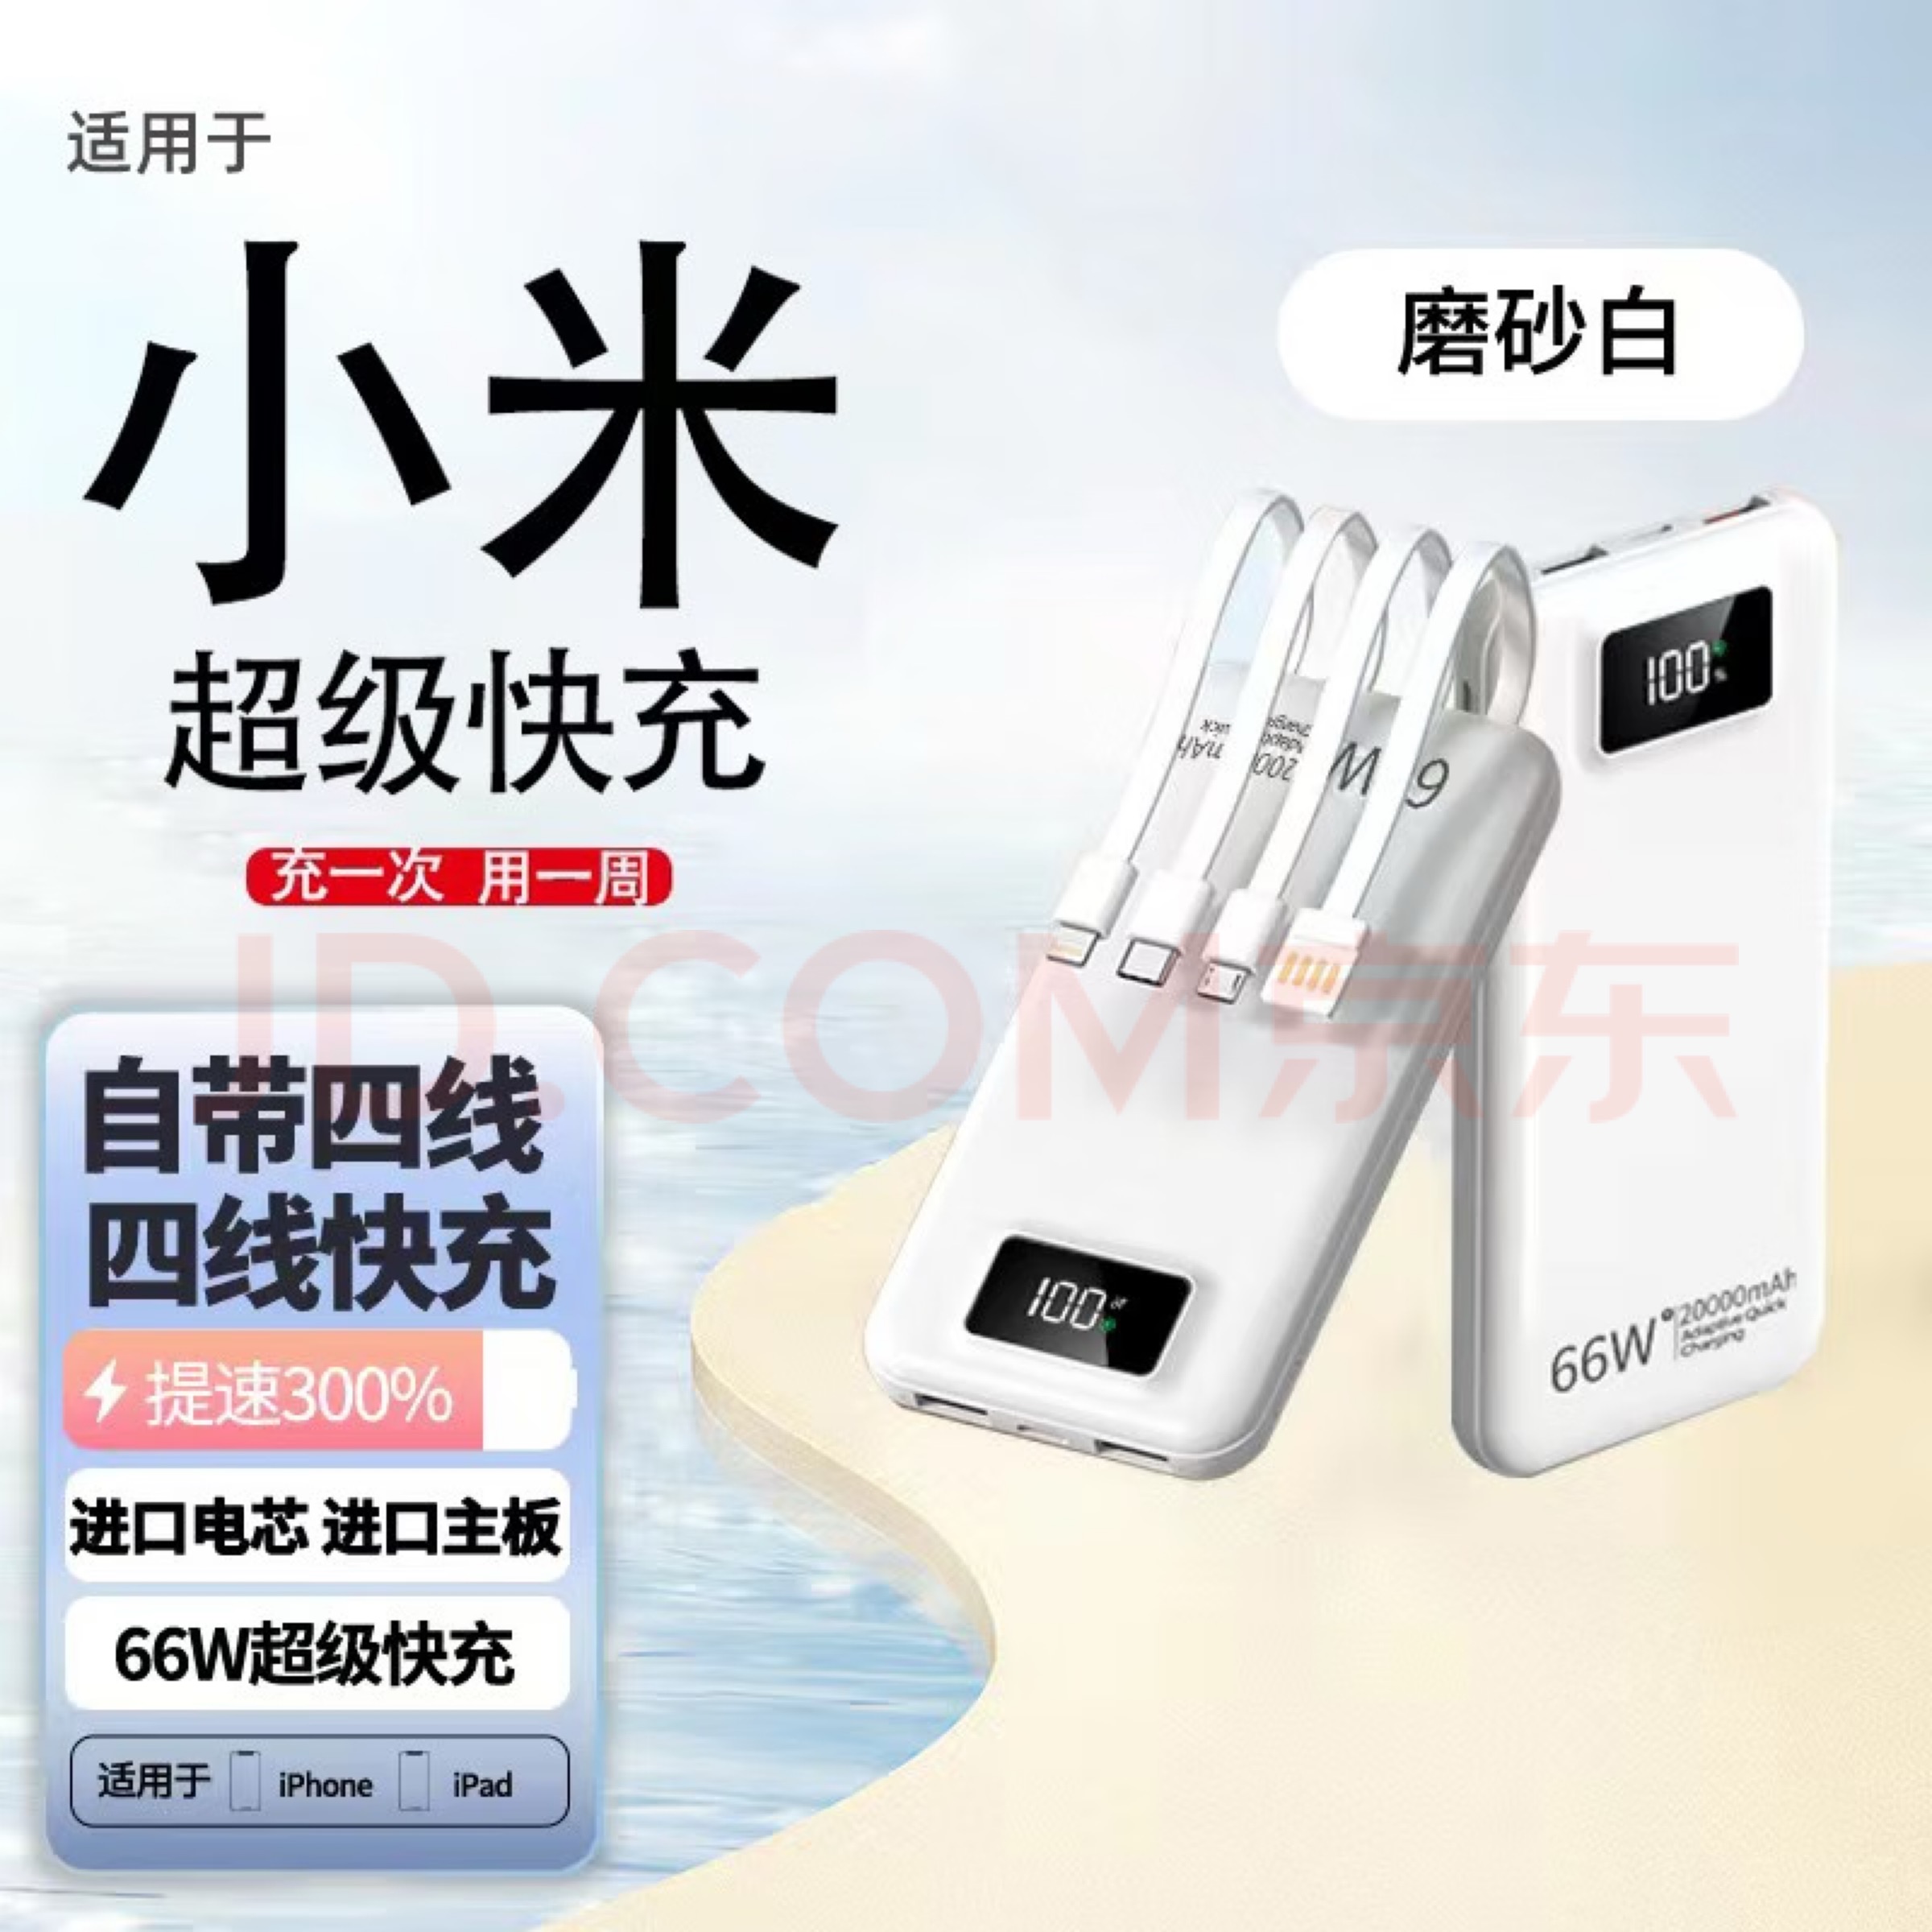 适用于
小米
超级快充
充一次 用一周
磨砂白
100%
JD.COM京东
自带四线
四线快充
提速300%
进口电芯 进口主板
66W超级快充
适用于 iPhone iPad
100%
66W
20000mAh
Adaptive Quick
Charging